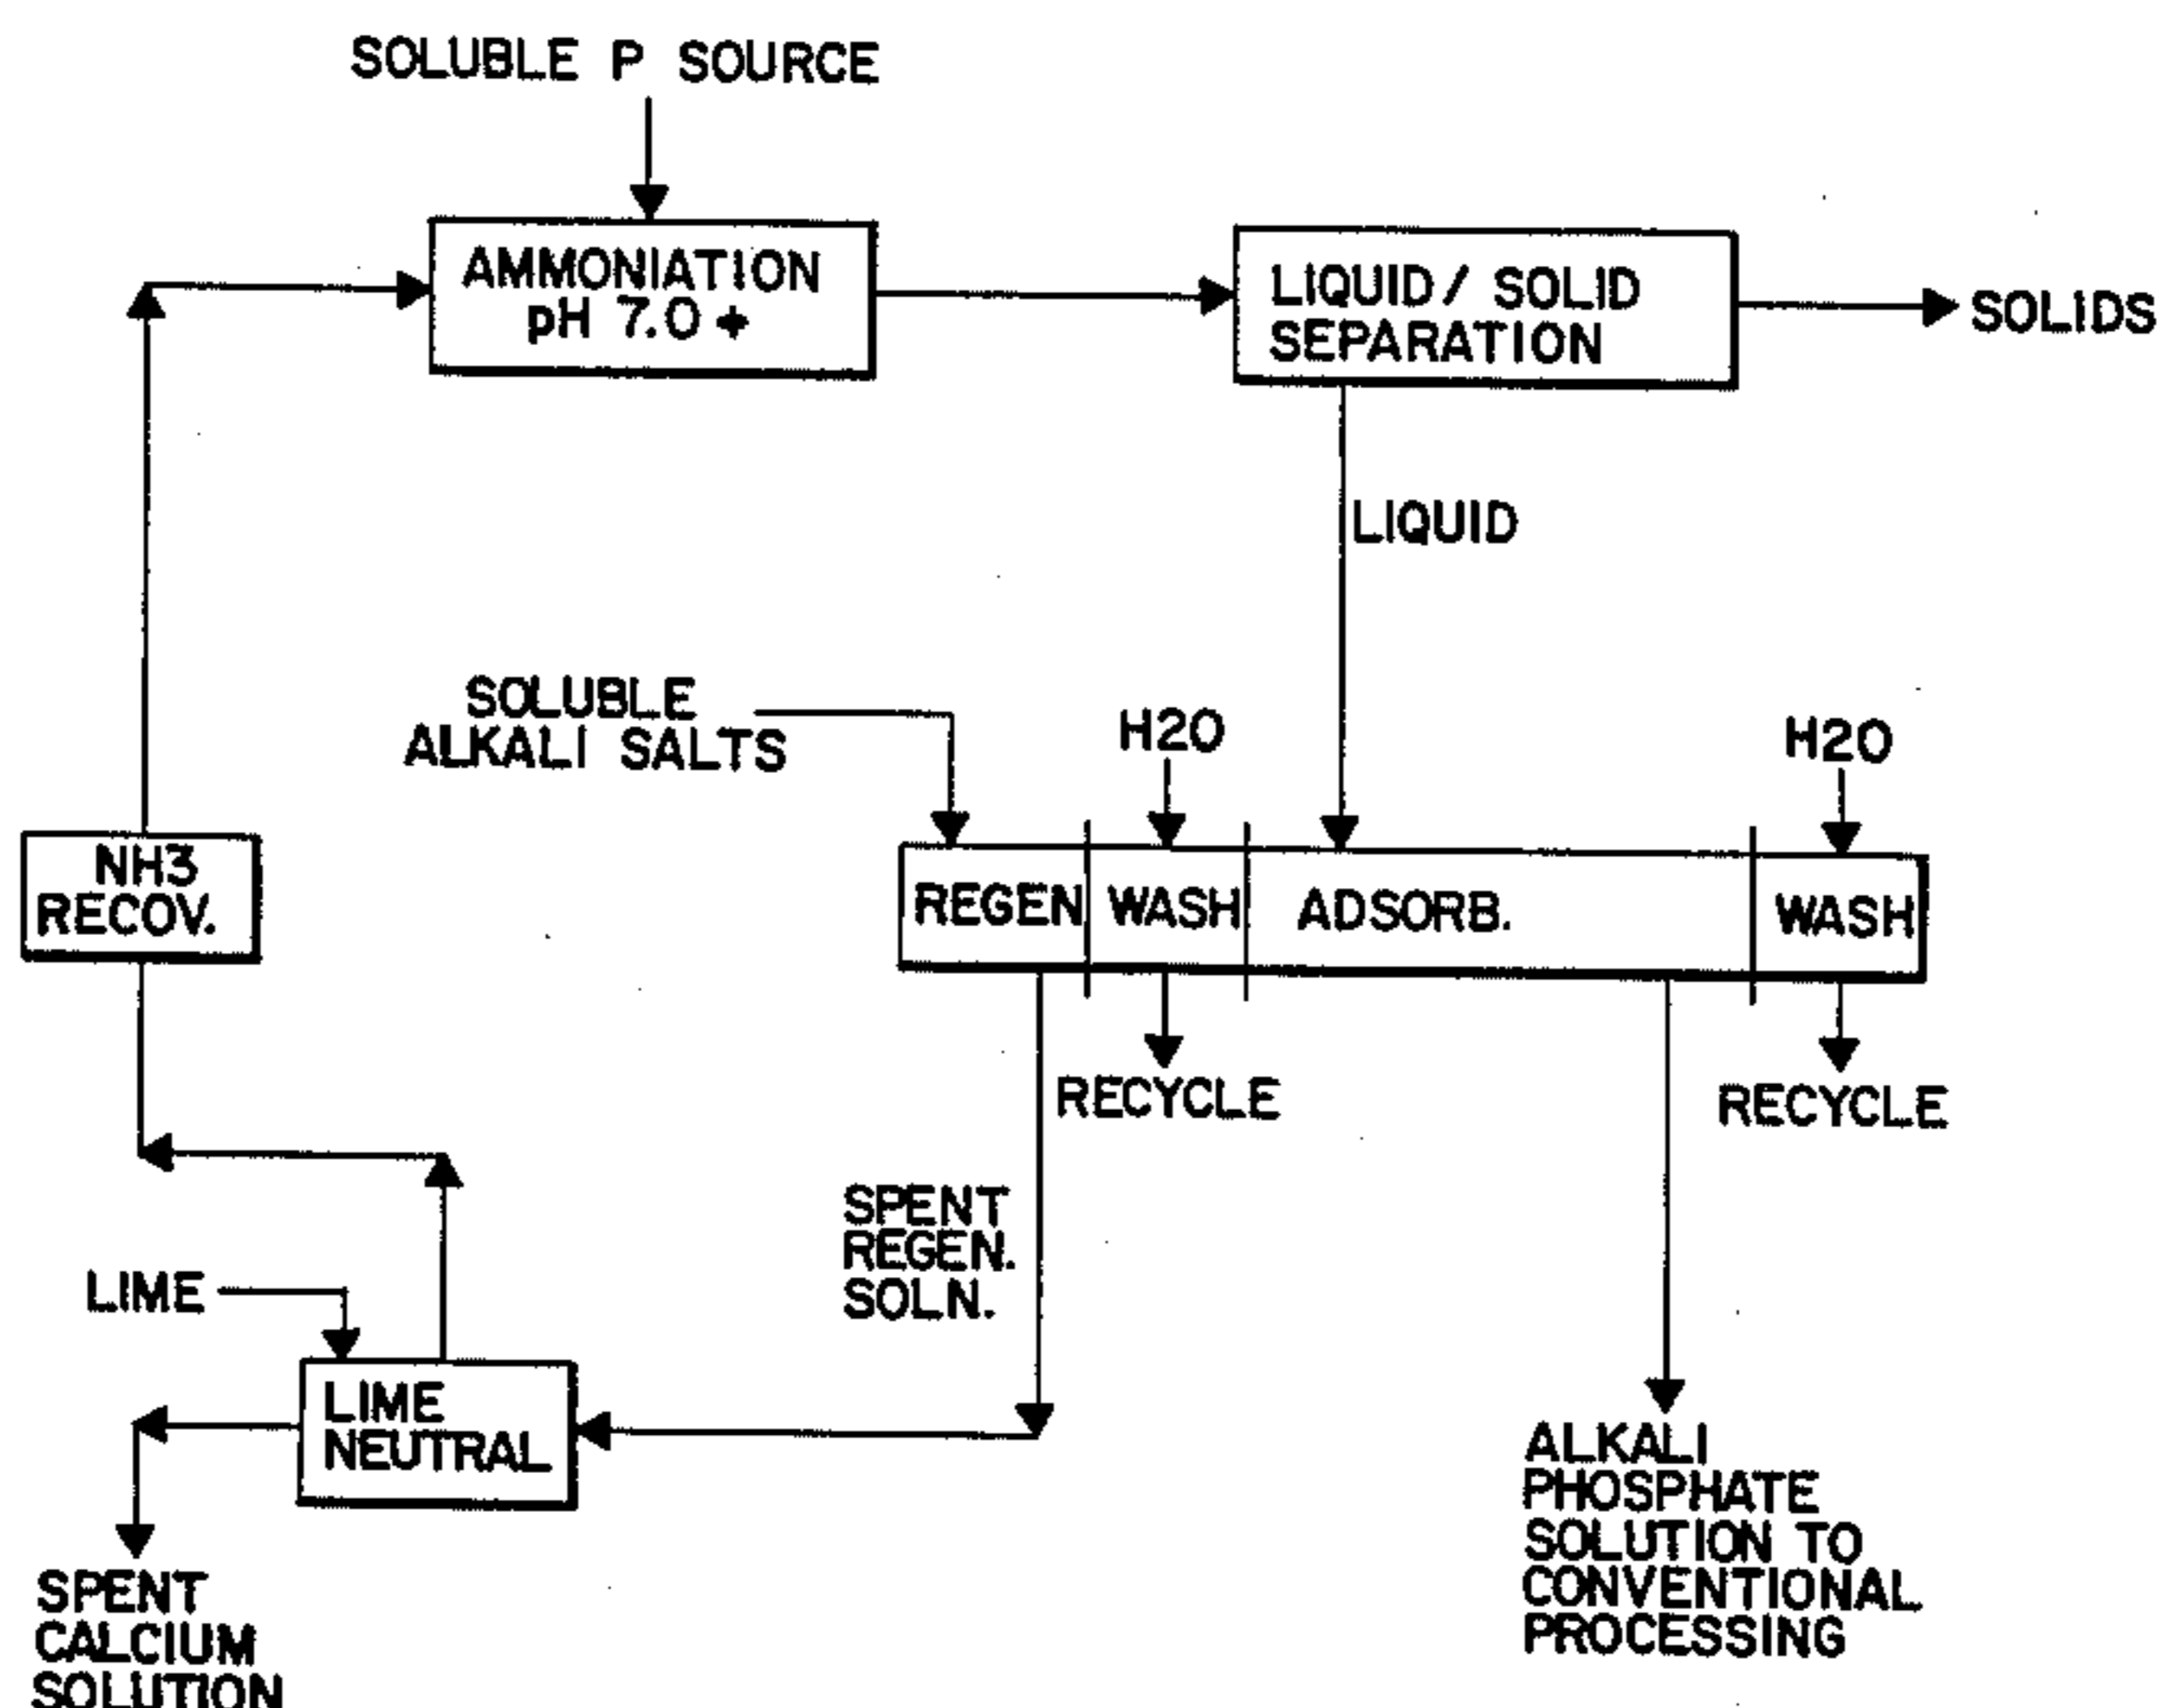 SOLUBLE P SOURCE
AMMONIATION
pH 7.0 +
LIQUID / SOLID
SEPARATION
SOLIDS
LIQUID
SOLUBLE
ALKALI SALTS
H2O
H2O
NH3
RECOV.
REGEN
WASH
ADSORB.
WASH
RECYCLE
RECYCLE
SPENT
REGEN.
SOLN.
LIME
LIME
NEUTRAL
SPENT
CALCIUM
SOLUTION
ALKALI
PHOSPHATE
SOLUTION TO
CONVENTIONAL
PROCESSING